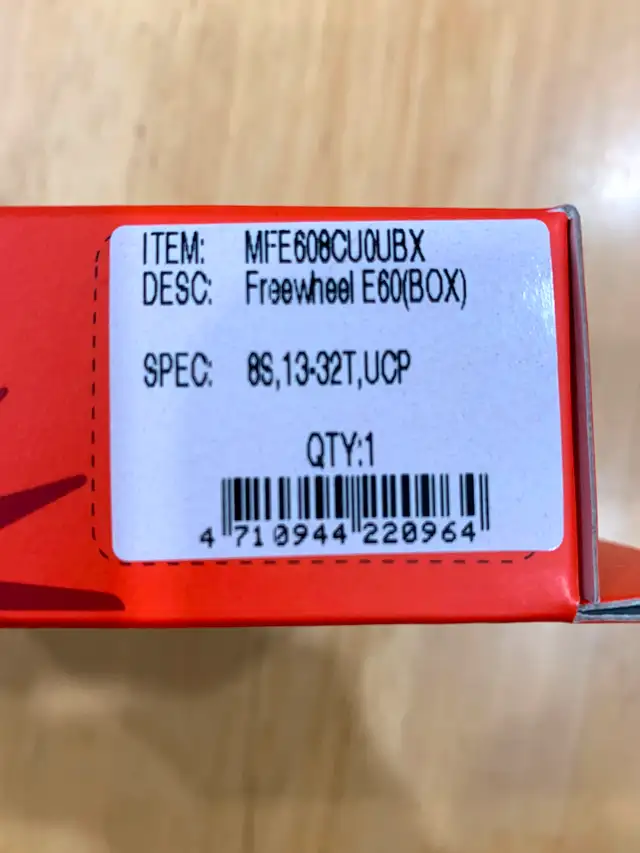 ITEM: MFE608CU0UBX
DESC: Freewheel E60(BOX)
SPEC: 8S,13-32T,UCP
QTY:1
4 710944 220964